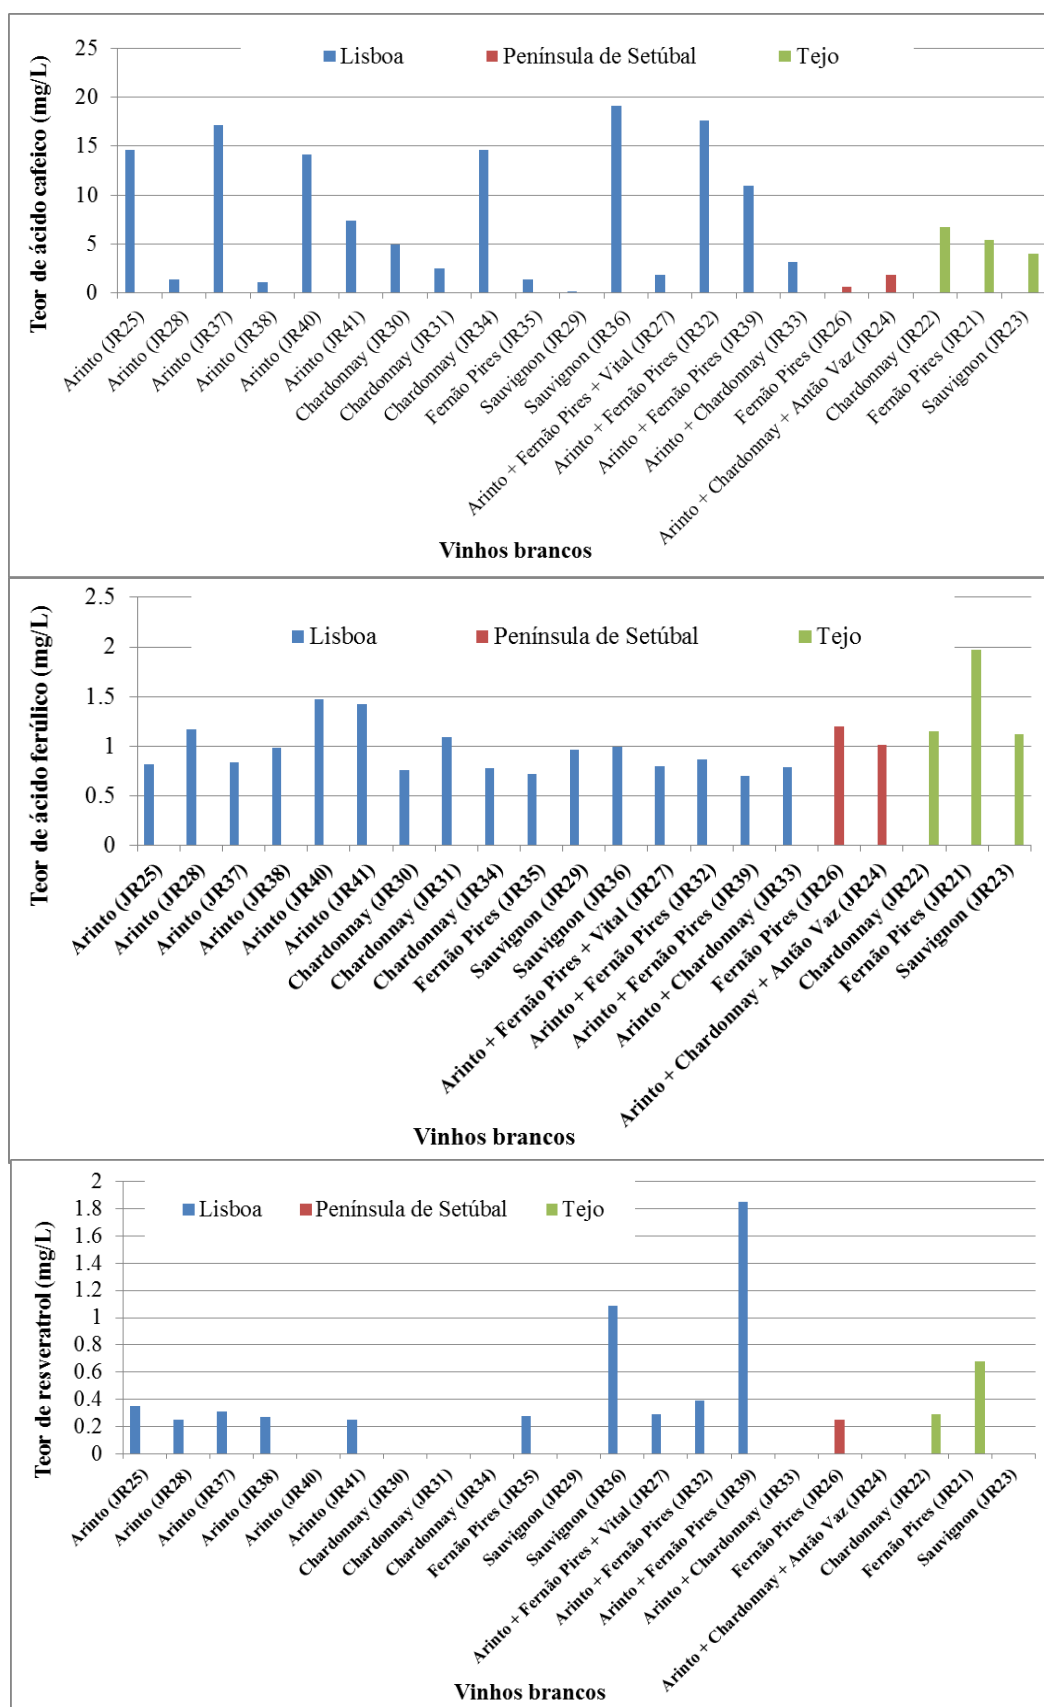 Teor de ácido cafeico (mg/L)
25
20
15
10
5
0
Lisboa Península de Setúbal Tejo
Arinto (JR25)
Arinto (JR28)
Arinto (JR37)
Arinto (JR38)
Arinto (JR40)
Arinto (JR41)
Chardonnay (JR30)
Chardonnay (JR31)
Chardonnay (JR34)
Fernão Pires (JR35)
Sauvignon (JR29)
Sauvignon (JR36)
Arinto + Fernão Pires + Vital (JR27)
Arinto + Fernão Pires (JR32)
Arinto + Fernão Pires (JR39)
Arinto + Chardonnay (JR33)
Fernão Pires (JR26)
Arinto + Chardonnay + Antão Vaz (JR24)
Chardonnay (JR22)
Fernão Pires (JR21)
Sauvignon (JR23)
Vinhos brancos
Teor de ácido ferúlico (mg/L)
2.5
2
1.5
1
0.5
0
Lisboa Península de Setúbal Tejo
Arinto (JR25)
Arinto (JR28)
Arinto (JR37)
Arinto (JR38)
Arinto (JR40)
Arinto (JR41)
Chardonnay (JR30)
Chardonnay (JR31)
Chardonnay (JR34)
Fernão Pires (JR35)
Sauvignon (JR29)
Sauvignon (JR36)
Arinto + Fernão Pires + Vital (JR27)
Arinto + Fernão Pires (JR32)
Arinto + Fernão Pires (JR39)
Arinto + Chardonnay (JR33)
Fernão Pires (JR26)
Arinto + Chardonnay + Antão Vaz (JR24)
Chardonnay (JR22)
Fernão Pires (JR21)
Sauvignon (JR23)
Vinhos brancos
Teor de resveratrol (mg/L)
2
1.8
1.6
1.4
1.2
1
0.8
0.6
0.4
0.2
0
Lisboa Península de Setúbal Tejo
Arinto (JR25)
Arinto (JR28)
Arinto (JR37)
Arinto (JR38)
Arinto (JR40)
Arinto (JR41)
Chardonnay (JR30)
Chardonnay (JR31)
Chardonnay (JR34)
Fernão Pires (JR35)
Sauvignon (JR29)
Sauvignon (JR36)
Arinto + Fernão Pires + Vital (JR27)
Arinto + Fernão Pires (JR32)
Arinto + Fernão Pires (JR39)
Arinto + Chardonnay (JR33)
Fernão Pires (JR26)
Arinto + Chardonnay + Antão Vaz (JR24)
Chardonnay (JR22)
Fernão Pires (JR21)
Sauvignon (JR23)
Vinhos brancos